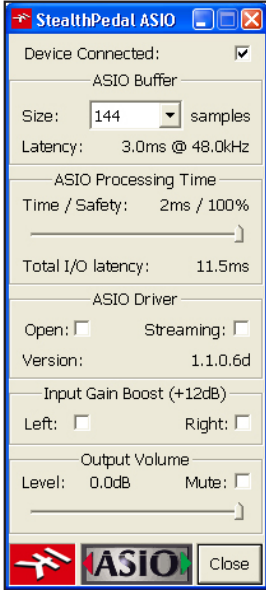 StealthPedal ASIO
Device Connected:
ASIO Buffer
Size: 144 samples
Latency: 3.0ms @ 48.0kHz
ASIO Processing Time
Time / Safety: 2ms / 100%
Total I/O latency: 11.5ms
ASIO Driver
Open: Streaming:
Version: 1.1.0.6d
Input Gain Boost (+12dB)
Left: Right:
Output Volume
Level: 0.0dB Mute:
ASIO Close